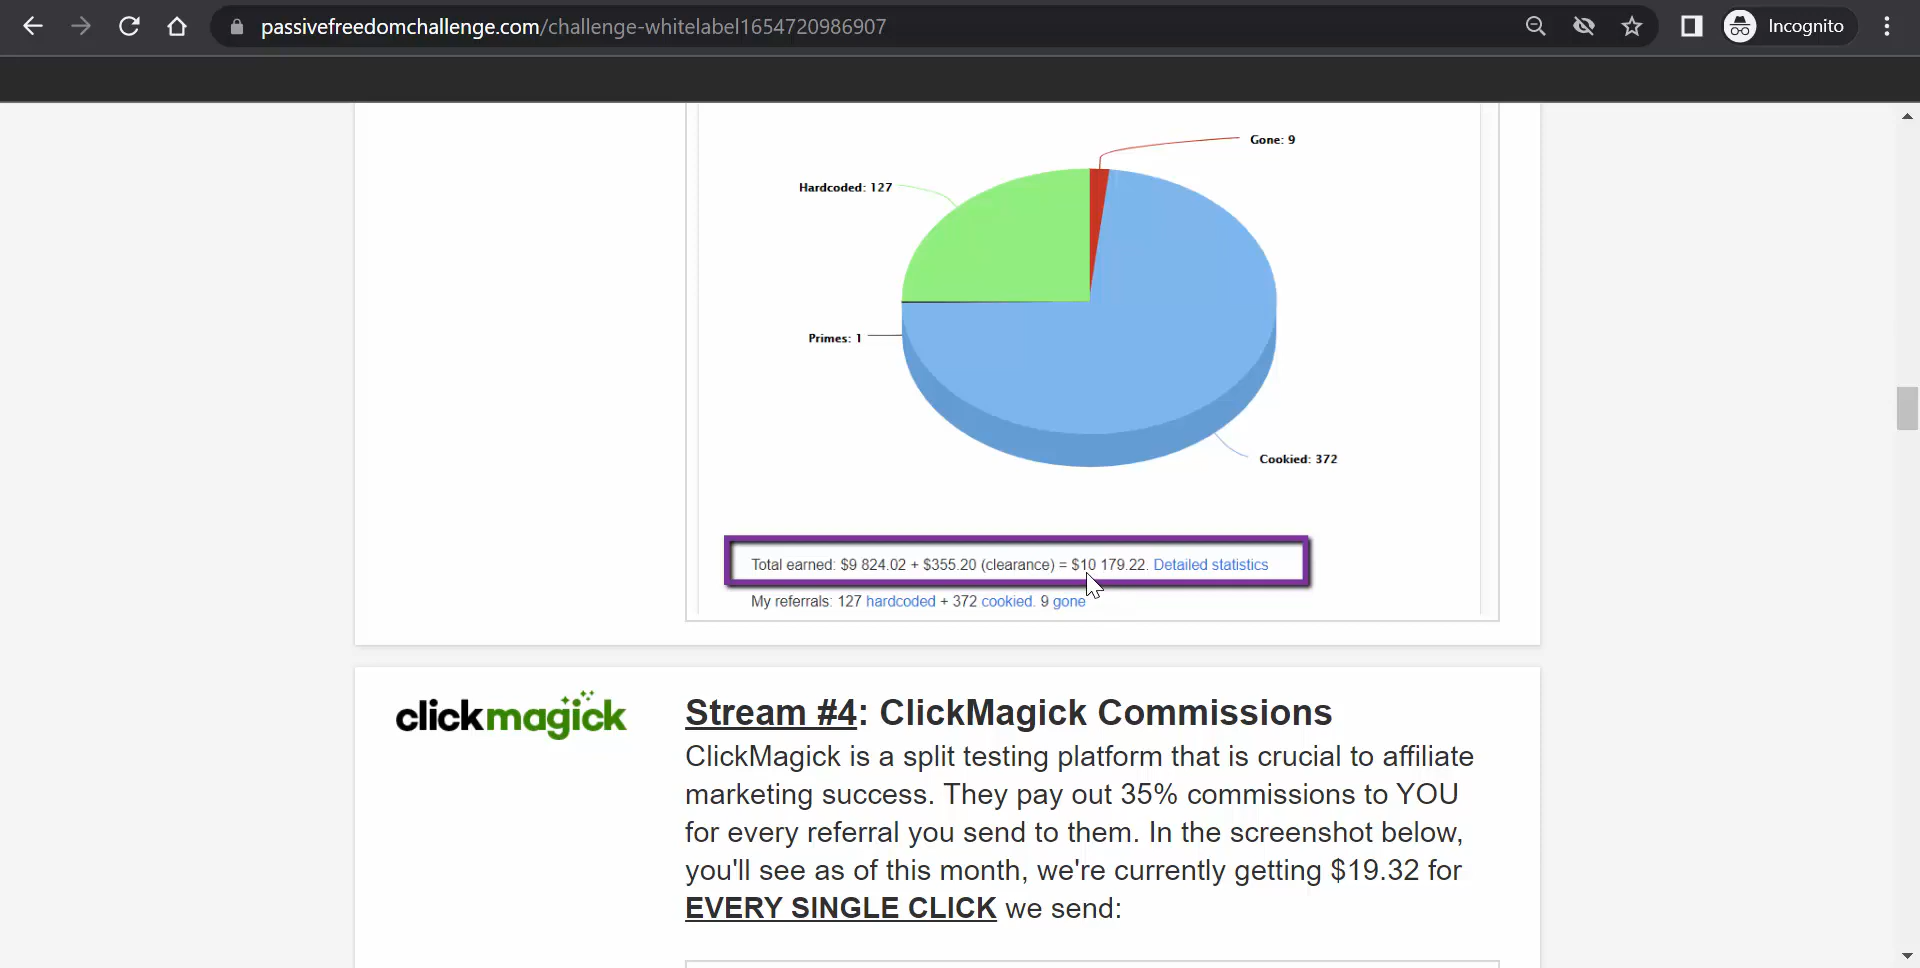 passivefreedomchallenge.com/challenge-whitelabel1654720986907
Incognito
Gone: 9
Hardcoded: 127
Primes: 1
Cookied: 372
Total earned: $9 824.02 + $355.20 (clearance) = $10 179.22. Detailed statistics
My referrals: 127 hardcoded + 372 cookied. 9 gone
clickmagick
Stream #4: ClickMagick Commissions
ClickMagick is a split testing platform that is crucial to affiliate
marketing success. They pay out 35% commissions to YOU
for every referral you send to them. In the screenshot below,
you'll see as of this month, we're currently getting $19.32 for
EVERY SINGLE CLICK we send: